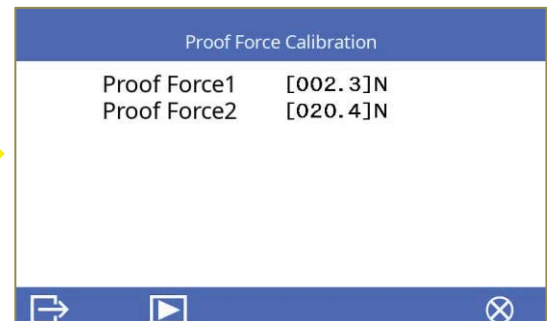 Proof Force Calibration
Proof Force1 [002.3]N
Proof Force2 [020.4]N